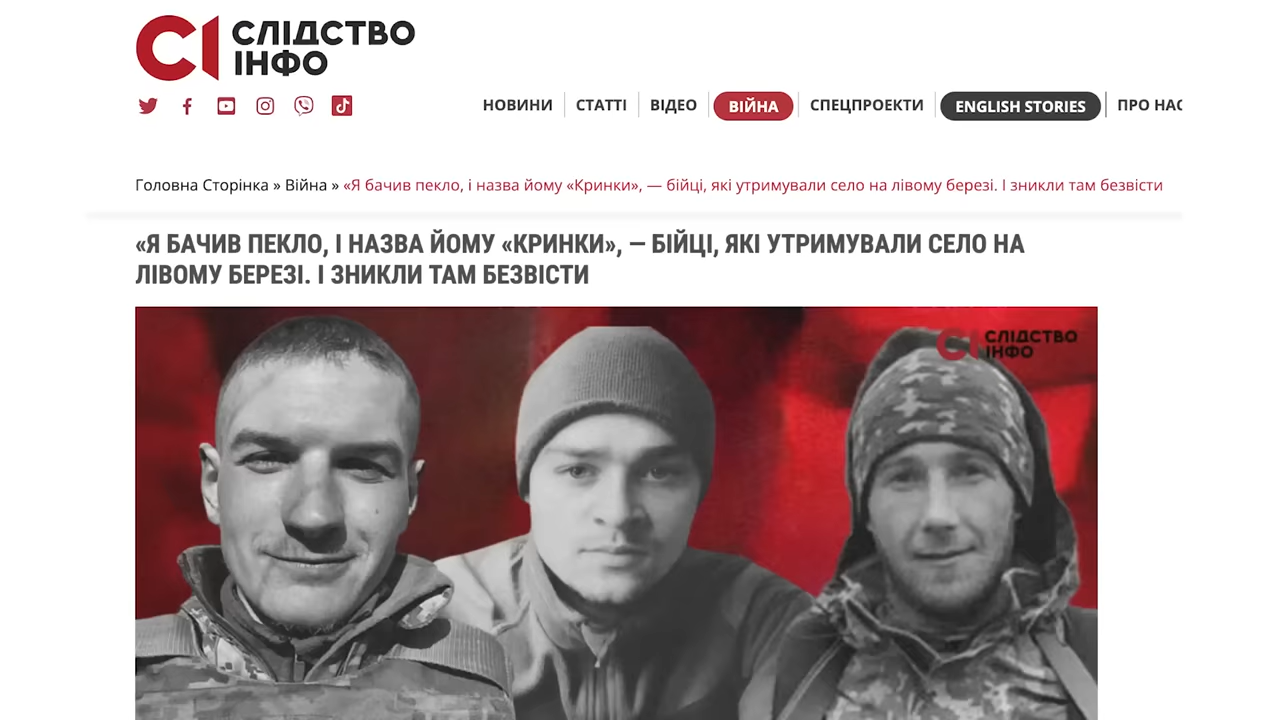 СЛІДСТВО
ІНФО
НОВИНИ СТАТТІ ВІДЕО ВІЙНА СПЕЦПРОЕКТИ ENGLISH STORIES ПРО НАС
Головна Сторінка » Війна » «Я бачив пекло, і назва йому «Кринки», — бійці, які утримували село на лівому березі. І зникли там безвісти
«Я БАЧИВ ПЕКЛО, І НАЗВА ЙОМУ «КРИНКИ», — БІЙЦІ, ЯКІ УТРИМУВАЛИ СЕЛО НА
ЛІВОМУ БЕРЕЗІ. І ЗНИКЛИ ТАМ БЕЗВІСТИ
СЛІДСТВО
ІНФО